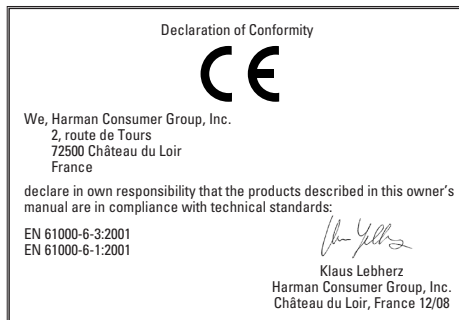 Declaration of Conformity
CE
We, Harman Consumer Group, Inc.
2, route de Tours
72500 Château du Loir
France
declare in own responsibility that the products described in this owner's
manual are in compliance with technical standards:
EN 61000-6-3:2001
EN 61000-6-1:2001
Klaus Lebherz
Harman Consumer Group, Inc.
Château du Loir, France 12/08